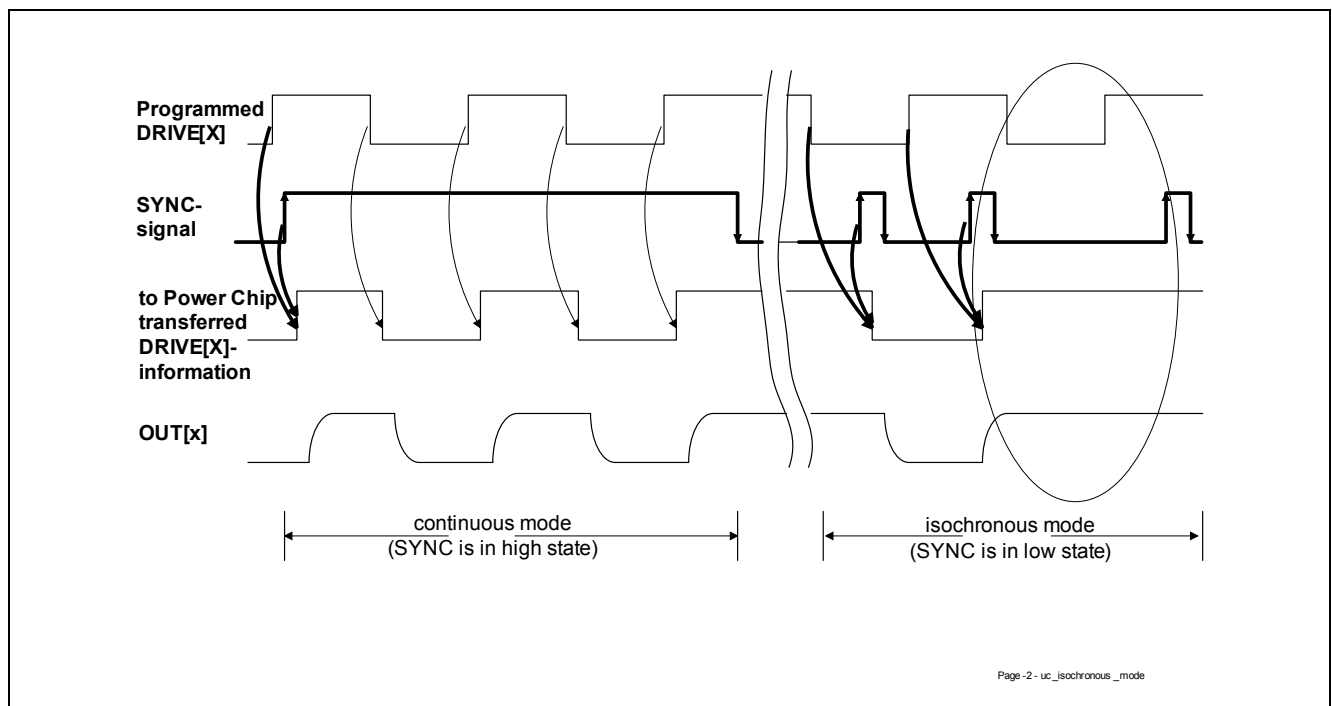 Programmed
DRIVE[X]
SYNC-
signal
to Power Chip
transferred
DRIVE[X]-
information
OUT[x]
continuous mode
(SYNC is in high state)
isochronous mode
(SYNC is in low state)
Page -2 - uc_isochronous _mode